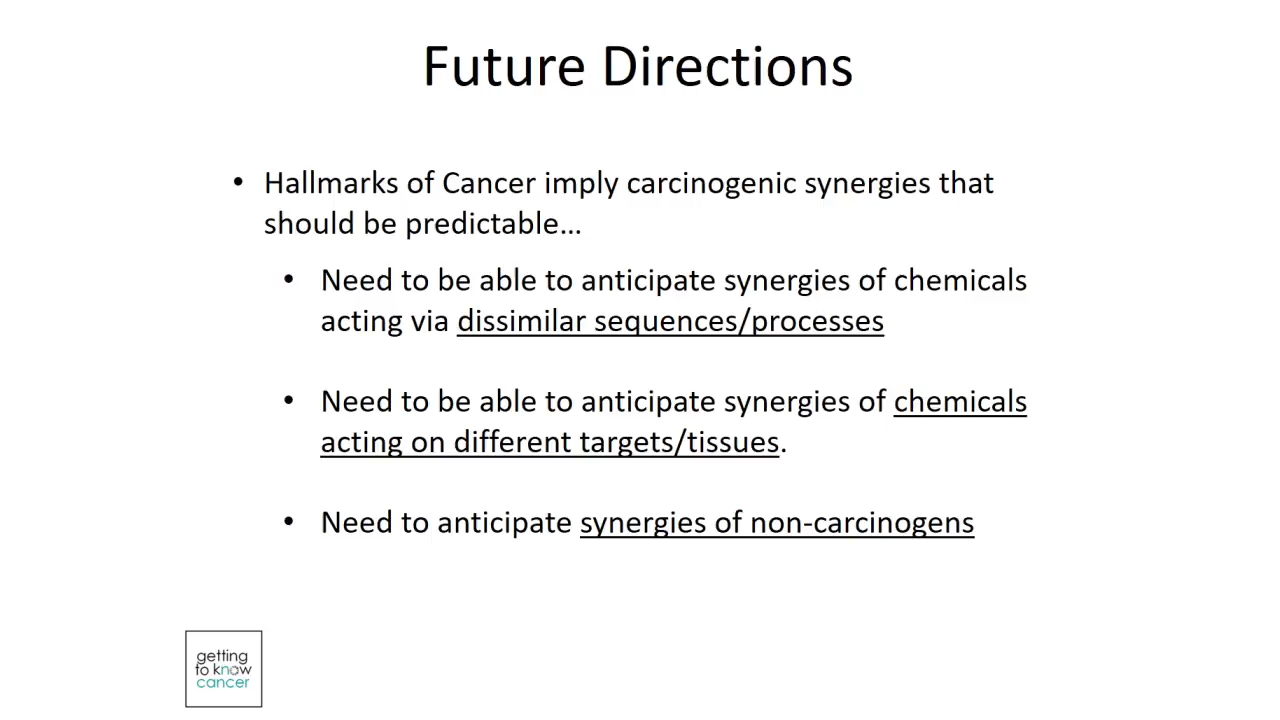 Future Directions
• Hallmarks of Cancer imply carcinogenic synergies that
should be predictable…
• Need to be able to anticipate synergies of chemicals
acting via dissimilar sequences/processes
• Need to be able to anticipate synergies of chemicals
acting on different targets/tissues.
• Need to anticipate synergies of non-carcinogens
getting
to know
cancer